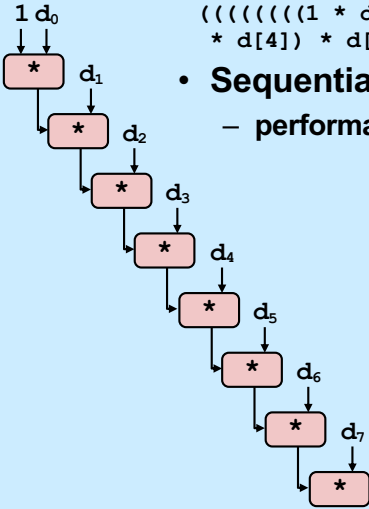 1 d₀
((((((((1 * d
* d[4]) * d[
*
d₁
• Sequentia
*
d₂
– performa
*
d₃
*
d₄
*
d₅
*
d₆
*
d₇
*